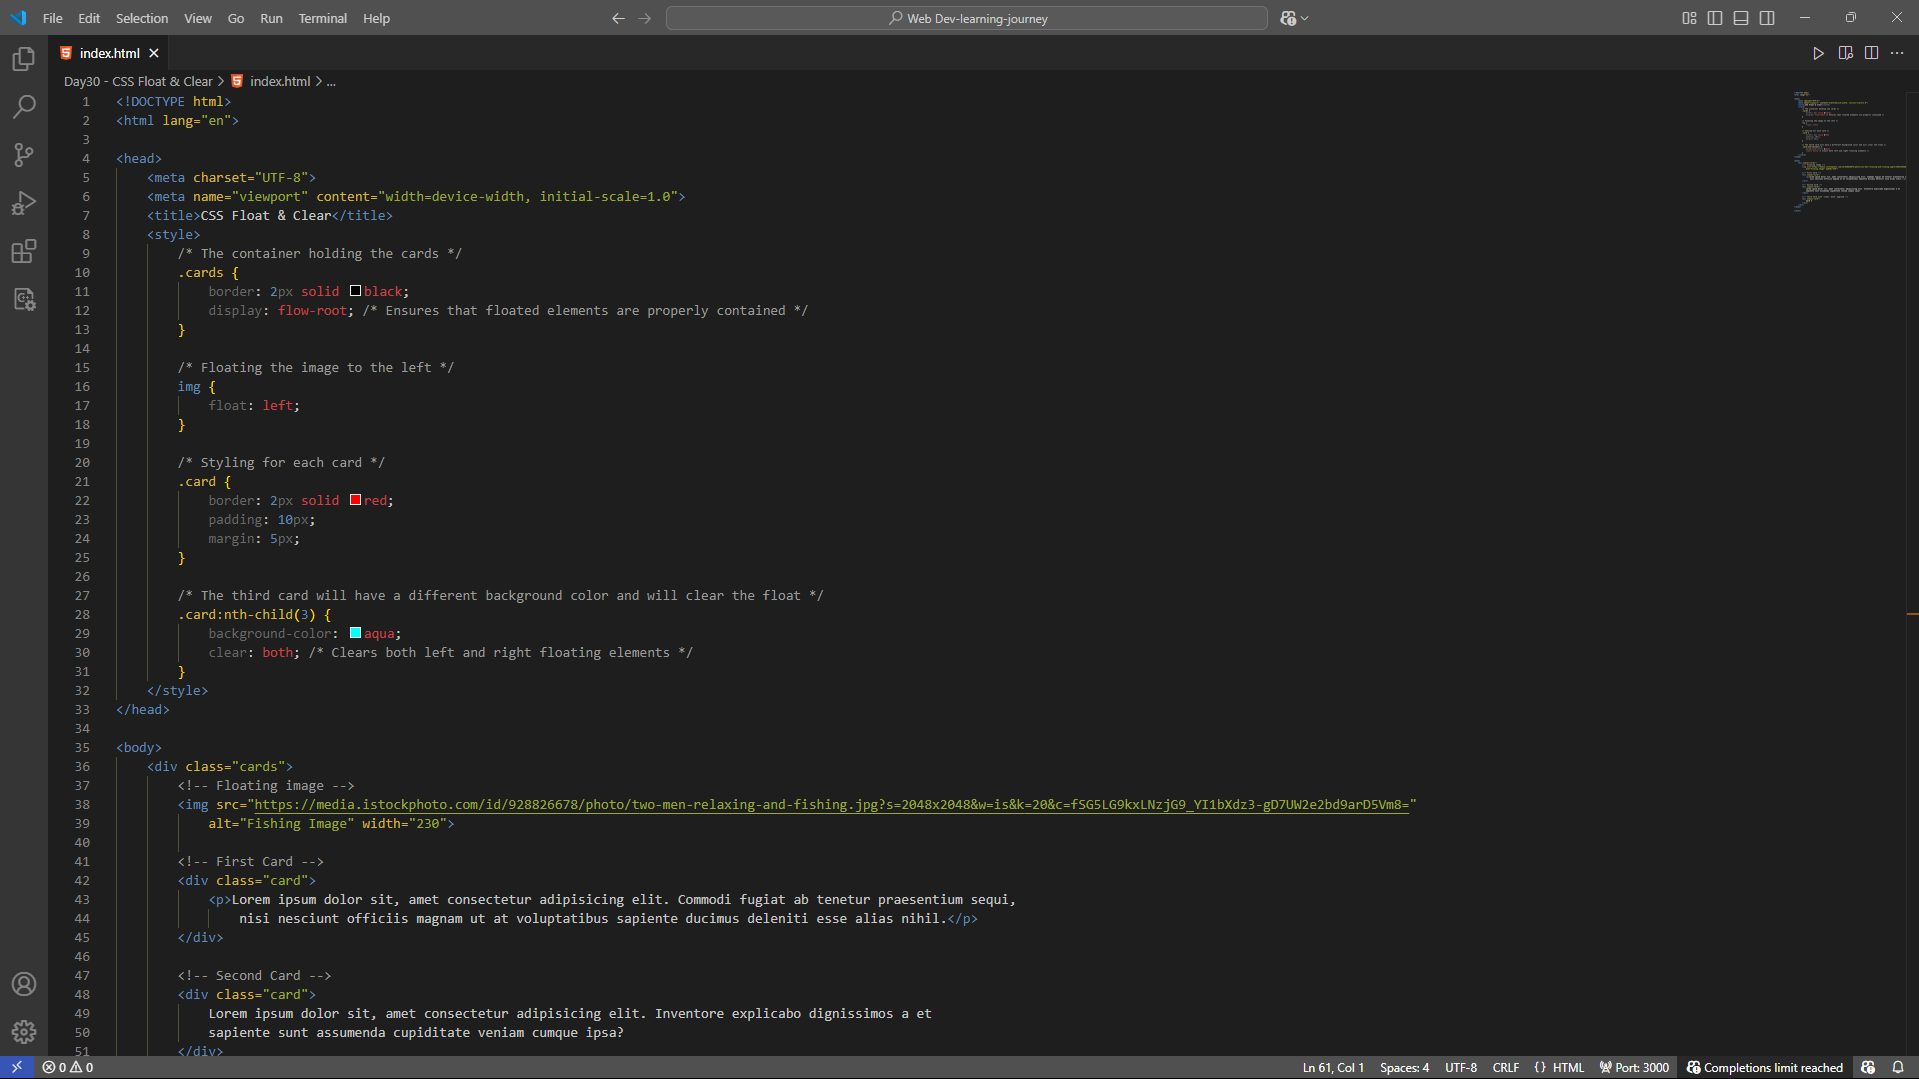 File Edit Selection View Go Run Terminal Help
Web Dev-learning-journey
index.html
Day30 - CSS Float & Clear > index.html > ...
1 <!DOCTYPE html>
2 <html lang="en">
3
4 <head>
5 <meta charset="UTF-8">
6 <meta name="viewport" content="width=device-width, initial-scale=1.0">
7 <title>CSS Float & Clear</title>
8 <style>
9 /* The container holding the cards */
10 .cards {
11 border: 2px solid black;
12 display: flow-root; /* Ensures that floated elements are properly contained */
13 }
14
15 /* Floating the image to the left */
16 img {
17 float: left;
18 }
19
20 /* Styling for each card */
21 .card {
22 border: 2px solid red;
23 padding: 10px;
24 margin: 5px;
25 }
26
27 /* The third card will have a different background color and will clear the float */
28 .card:nth-child(3) {
29 background-color: aqua;
30 clear: both; /* Clears both left and right floating elements */
31 }
32 </style>
33 </head>
34
35 <body>
36 <div class="cards">
37 <!-- Floating image -->
38 <img src="https://media.istockphoto.com/id/928826678/photo/two-men-relaxing-and-fishing.jpg?s=2048x2048&w=is&k=20&c=fSG5LG9kxLNzjG9_YI1bXdz3-gD7UW2e2bd9arD5Vm8="
39 alt="Fishing Image" width="230">
40
41 <!-- First Card -->
42 <div class="card">
43 <p>Lorem ipsum dolor sit, amet consectetur adipisicing elit. Commodi fugiat ab tenetur praesentium sequi,
44 nisi nesciunt officiis magnam ut at voluptatibus sapiente ducimus deleniti esse alias nihil.</p>
45 </div>
46
47 <!-- Second Card -->
48 <div class="card">
49 Lorem ipsum dolor sit, amet consectetur adipisicing elit. Inventore explicabo dignissimos a et
50 sapiente sunt assumenda cupiditate veniam cumque ipsa?
51 </div>
0 0 Ln 61, Col 1 Spaces: 4 UTF-8 CRLF {} HTML Port: 3000 Completions limit reached